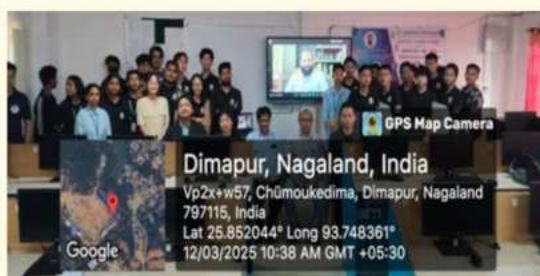 GPS Map Camera
Dimapur, Nagaland, India
Vp2x+w57, Chümoukedima, Dimapur, Nagaland
797115, India
Lat 25.852044° Long 93.748361°
12/03/2025 10:38 AM GMT +05:30
Google